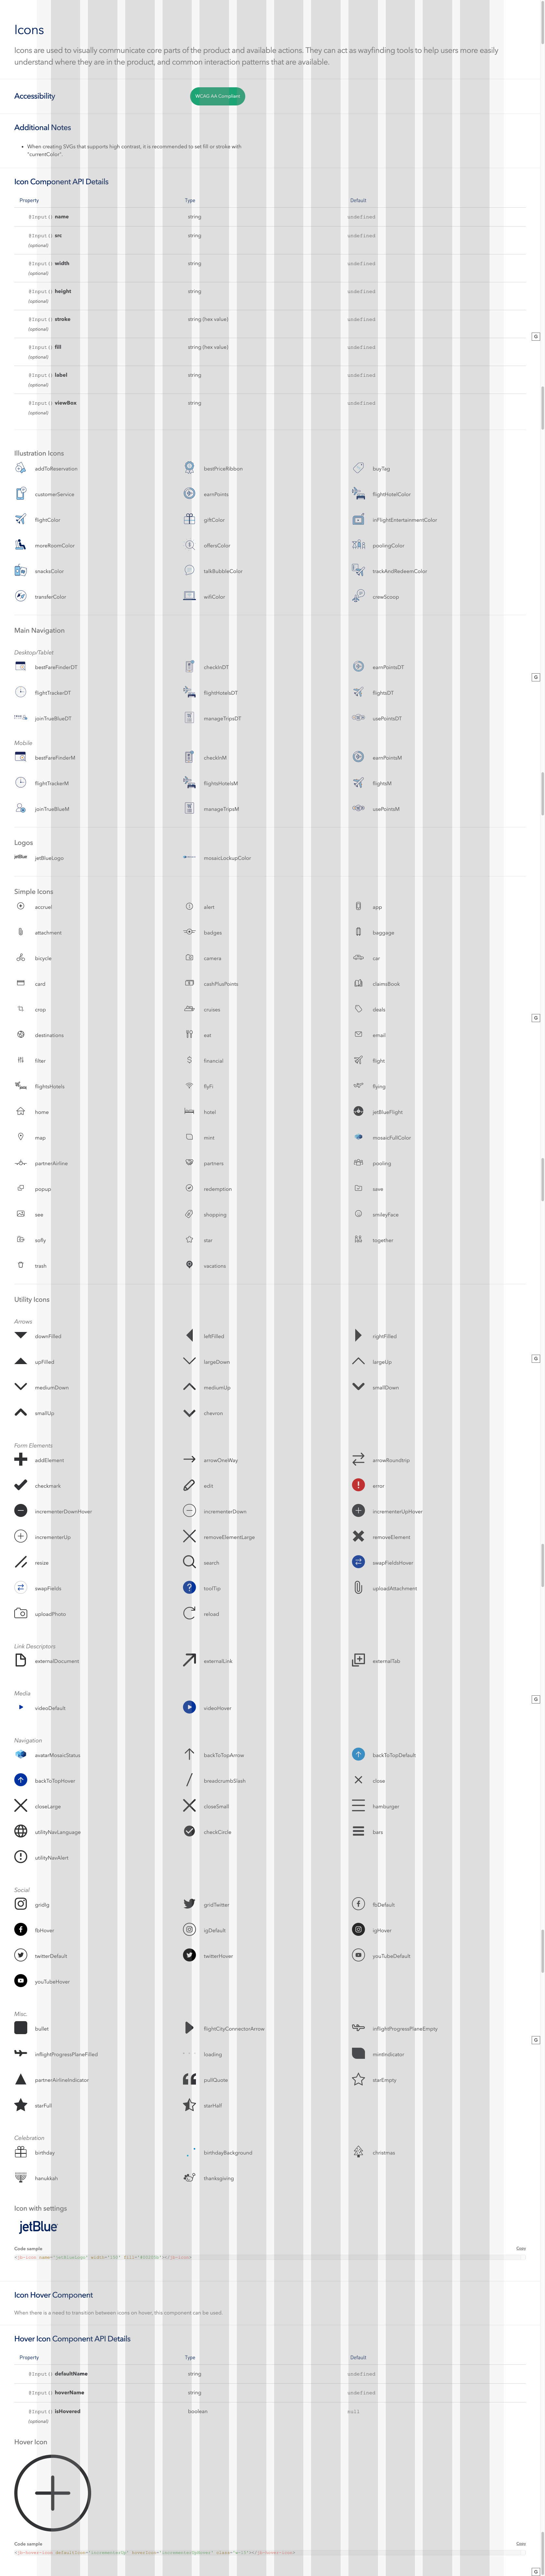 Icons
Icons are used to visually communicate core parts of the product and available actions. They can act as wayfinding tools to help users more easily
understand where they are in the product, and common interaction patterns that are available.
Accessibility
WCAG AA Compliant
Additional Notes
When creating SVGs that supports high contrast, it is recommended to set fill or stroke with
"currentColor".
Icon Component API Details
Property Type Default
@Input() name string undefined
@Input() src string undefined
(optional)
@Input() width string undefined
(optional)
@Input() height string undefined
(optional)
@Input() stroke string (hex value) undefined
(optional)
@Input() fill string (hex value) undefined
(optional)
@Input() label string undefined
(optional)
@Input() viewBox string undefined
(optional)
Illustration Icons
addToReservation bestPriceRibbon buyTag
customerService earnPoints flightHotelColor
flightColor giftColor inFlightEntertainmentColor
moreRoomColor offersColor poolingColor
snacksColor talkBubbleColor trackAndRedeemColor
transferColor wifiColor crewScoop
Main Navigation
Desktop/Tablet
bestFareFinderDT checkInDT earnPointsDT
flightTrackerDT flightHotelsDT flightsDT
joinTrueBlueDT manageTripsDT usePointsDT
Mobile
bestFareFinderM checkInM earnPointsM
flightTrackerM flightsHotelsM flightsM
joinTrueBlueM manageTripsM usePointsM
Logos
jetBlue jetBlueLogo mosaicLockupColor
Simple Icons
accruel alert app
attachment badges baggage
bicycle camera car
card cashPlusPoints claimsBook
crop cruises deals
destinations eat email
filter financial flight
flightsHotels flyFi flying
home hotel jetBlueFlight
map mint mosaicFullColor
partnerAirline partners pooling
popup redemption save
see shopping smileyFace
sofly star together
trash vacations
Utility Icons
Arrows
downFilled leftFilled rightFilled
upFilled largeDown largeUp
mediumDown mediumUp smallDown
smallUp chevron
Form Elements
addElement arrowOneWay arrowRoundtrip
checkmark edit error
incrementerDownHover incrementerDown incrementerUpHover
incrementerUp removeElementLarge removeElement
resize search swapFieldsHover
swapFields toolTip uploadAttachment
uploadPhoto reload
Link Descriptors
externalDocument externalLink externalTab
Media
videoDefault videoHover
Navigation
avatarMosaicStatus backToTopArrow backToTopDefault
backToTopHover breadcrumbSlash close
closeLarge closeSmall hamburger
utilityNavLanguage checkCircle bars
utilityNavAlert
Social
gridIg gridTwitter fbDefault
fbHover igDefault igHover
twitterDefault twitterHover youTubeDefault
youTubeHover
Misc.
bullet flightCityConnectorArrow inflightProgressPlaneEmpty
inflightProgressPlaneFilled loading mintIndicator
partnerAirlineIndicator pullQuote starEmpty
starFull starHalf
Celebration
birthday birthdayBackground christmas
hanukkah thanksgiving
Icon with settings
jetBlue
Code sample Copy
Icon Hover Component
When there is a need to transition between icons on hover, this component can be used.
Hover Icon Component API Details
Property Type Default
@Input() defaultName string undefined
@Input() hoverName string undefined
@Input() isHovered boolean null
(optional)
Hover Icon
Code sample Copy
G
G
G
G
G
G
G